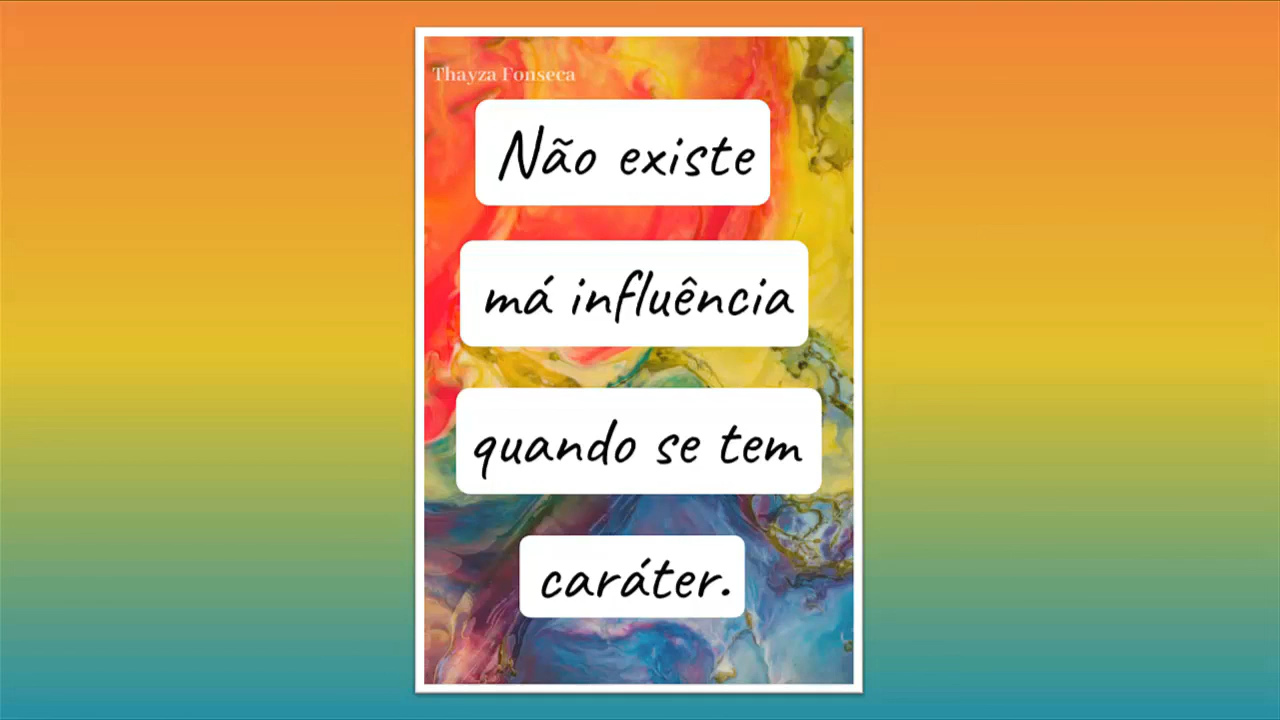 Thayza Fonseca
Não existe
má influência
quando se tem
caráter.